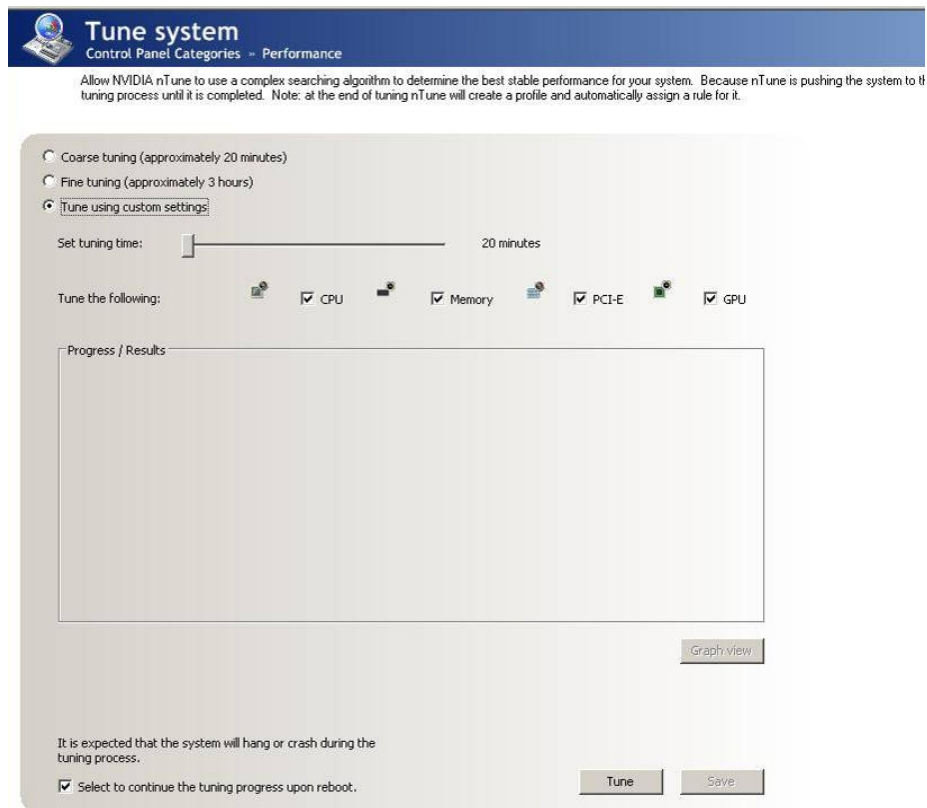 Tune system
Control Panel Categories - Performance
Allow NVIDIA nTune to use a complex searching algorithm to determine the best stable performance for your system. Because nTune is pushing the system to
tuning process until it is completed. Note: at the end of tuning nTune will create a profile and automatically assign a rule for it.
Coarse tuning (approximately 20 minutes)
Fine tuning (approximately 3 hours)
Tune using custom settings
Set tuning time: 20 minutes
Tune the following: CPU Memory PCI-E GPU
Progress / Results
Graph view
It is expected that the system will hang or crash during the
tuning process.
Select to continue the tuning progress upon reboot.
Tune Save